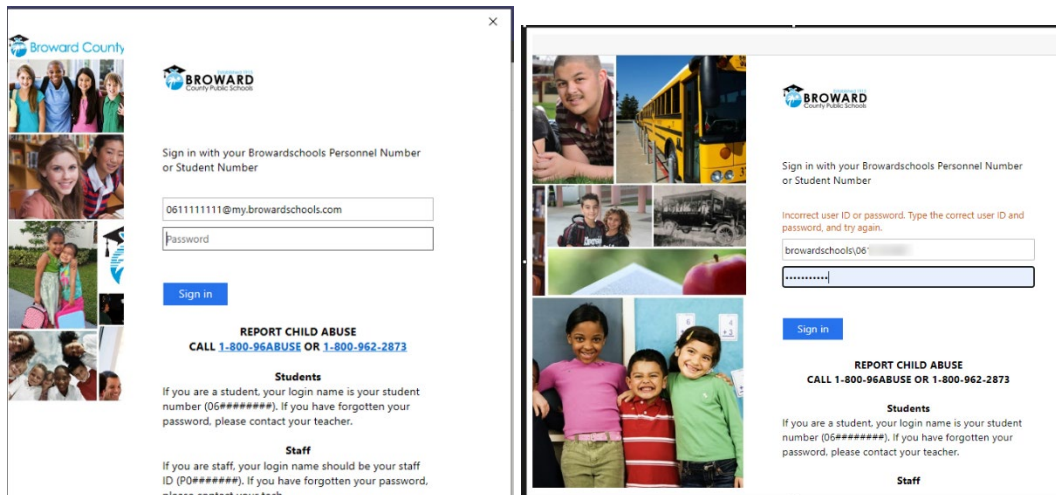 Broward County
BROWARD
County Public Schools
Sign in with your Browardschools Personnel Number
or Student Number
0611111111@my.browardschools.com
Password
Sign in
REPORT CHILD ABUSE
CALL 1-800-96ABUSE OR 1-800-962-2873
Students
If you are a student, your login name is your student
number (06########). If you have forgotten your
password, please contact your teacher.
Staff
If you are staff, your login name should be your staff
ID (P0#######). If you have forgotten your password,
please contact your tech
BROWARD
County Public Schools
Sign in with your Browardschools Personnel Number
or Student Number
Incorrect user ID or password. Type the correct user ID and
password, and try again.
browardschools\06
Sign in
REPORT CHILD ABUSE
CALL 1-800-96ABUSE OR 1-800-962-2873
Students
If you are a student, your login name is your student
number (06########). If you have forgotten your
password, please contact your teacher.
Staff